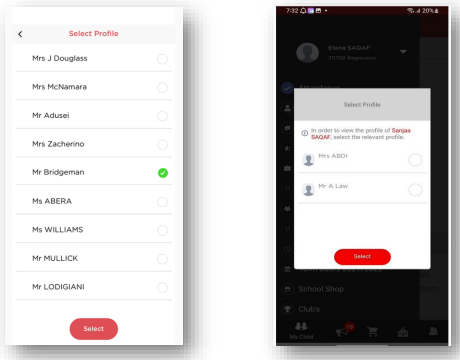 Select Profile
Mrs J Douglass
Mrs McNamara
Mr Adusei
Mrs Zacherino
Mr Bridgeman
Ms ABERA
Ms WILLIAMS
Mr MULLICK
Mr LODIGIANI
Select
7:32
20%
Elena SAQAF
Select Profile
In order to view the profile of Sanjaa
SAQAF, select the relevant profile.
Mrs ABDI
Mr A Law
Select
School Shop
Club's
My Child